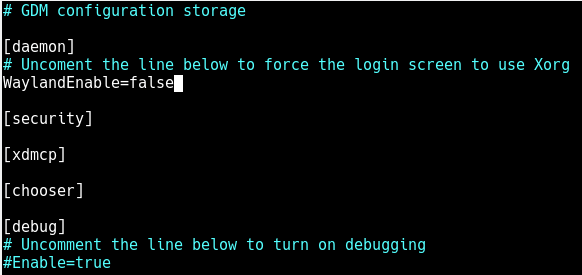 # GDM configuration storage
[daemon]
# Uncoment the line below to force the login screen to use Xorg
WaylandEnable=false
[security]
[xdmcp]
[chooser]
[debug]
# Uncomment the line below to turn on debugging
#Enable=true